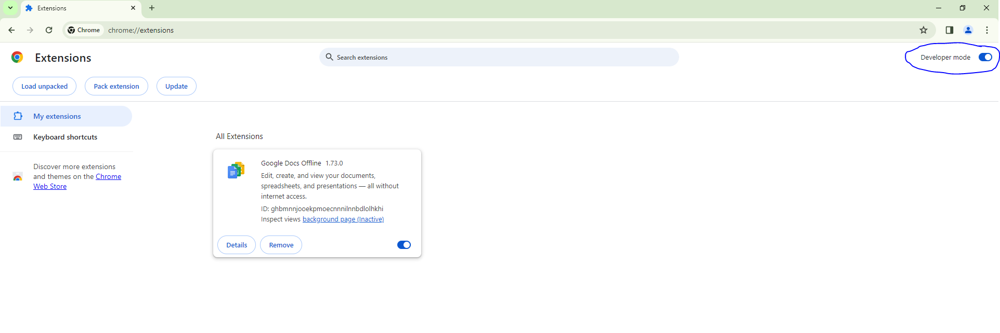 Extensions
Chrome chrome://extensions
Extensions
Search extensions
Developer mode
Load unpacked
Pack extension
Update
My extensions
Keyboard shortcuts
Discover more extensions
and themes on the Chrome
Web Store
All Extensions
Google Docs Offline 1.73.0
Edit, create, and view your documents,
spreadsheets, and presentations — all without
internet access.
ID: ghbmnnjooekpmoecnnnilnnbdlolhkhi
Inspect views background page (Inactive)
Details
Remove